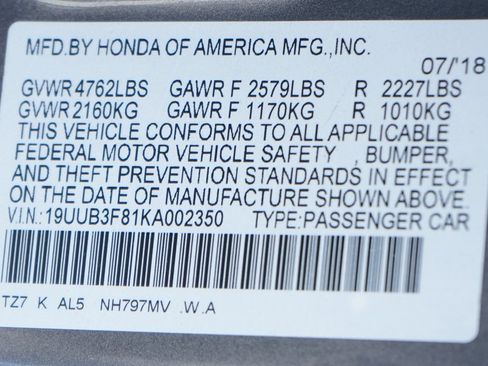 MFD.BY HONDA OF AMERICA MFG.,INC.
07/'18
GVWR 4762LBS GAWR F 2579LBS R 2227LBS
GVWR 2160KG GAWR F 1170KG R 1010KG
THIS VEHICLE CONFORMS TO ALL APPLICABLE
FEDERAL MOTOR VEHICLE SAFETY , BUMPER,
AND THEFT PREVENTION STANDARDS IN EFFECT
ON THE DATE OF MANUFACTURE SHOWN ABOVE.
V.I.N.:19UUB3F81KA002350 TYPE:PASSENGER CAR
TZ7 K AL5 NH797MV .W.A